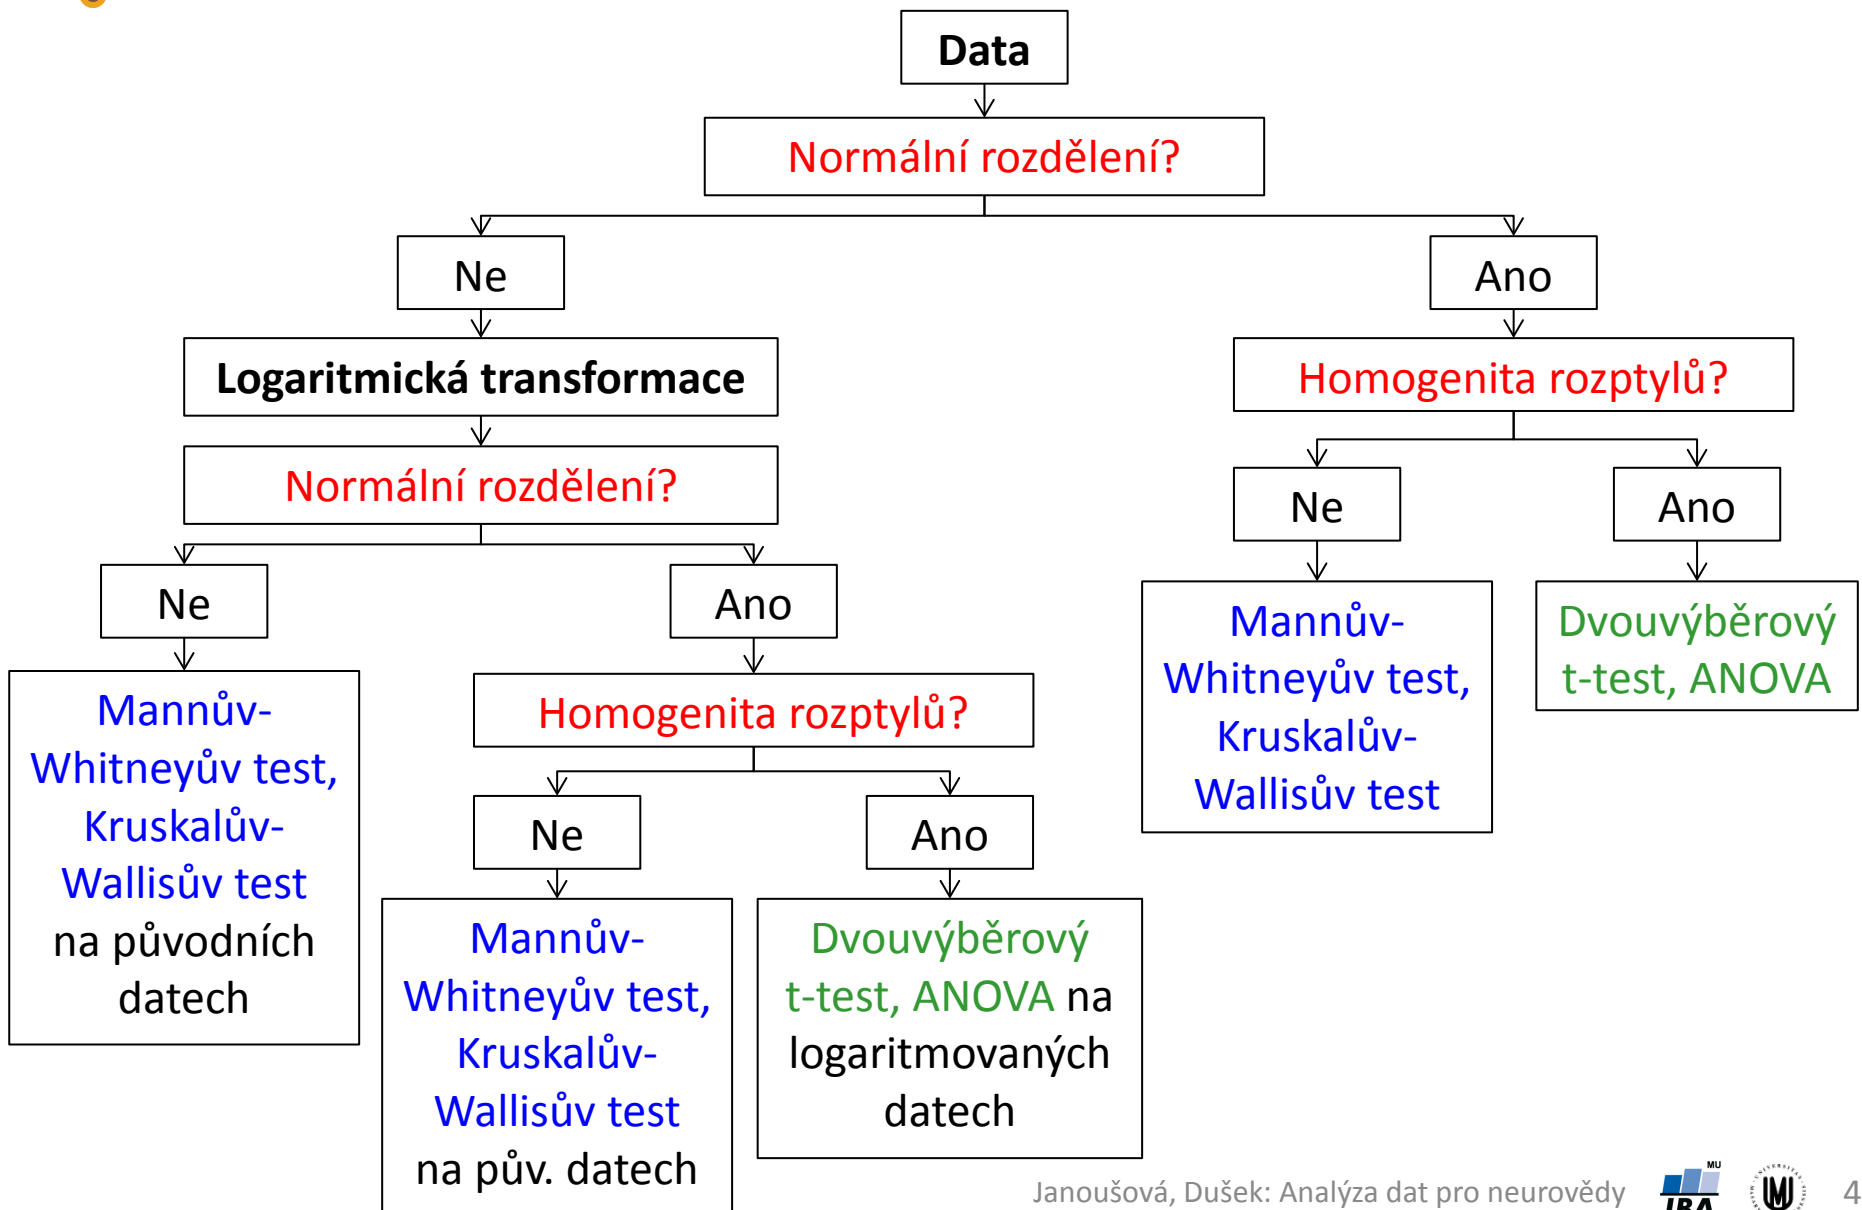 Data
Normální rozdělení?
Ne
Ano
Logaritmická transformace
Homogenita rozptylů?
Normální rozdělení?
Ne
Ano
Ne
Ano
Mannův-
Whitneyův test,
Kruskalův-
Wallisův test
Dvouvýběrový
t-test, ANOVA
Mannův-
Whitneyův test,
Kruskalův-
Wallisův test
na původních
datech
Homogenita rozptylů?
Ne
Ano
Mannův-
Whitneyův test,
Kruskalův-
Wallisův test
na pův. datech
Dvouvýběrový
t-test, ANOVA na
logaritmovaných
datech
Janoušová, Dušek: Analýza dat pro neurovědy
MU
IBA
4